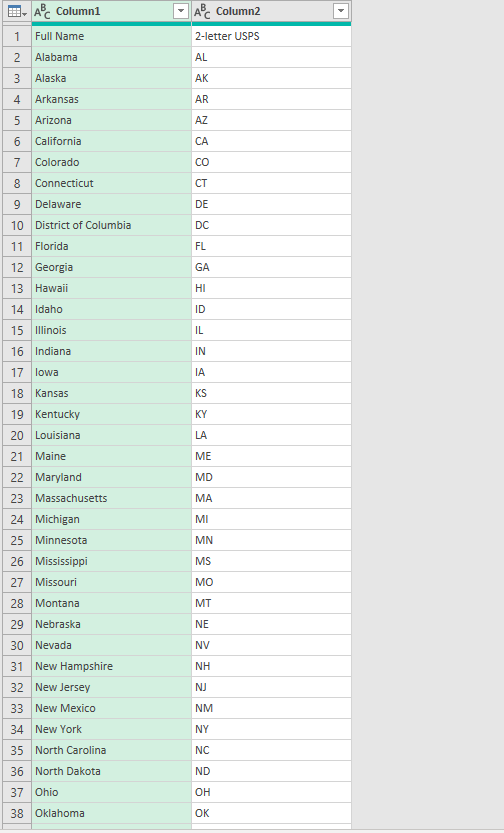 ABC Column1 ABC Column2
1 Full Name 2-letter USPS
2 Alabama AL
3 Alaska AK
4 Arkansas AR
5 Arizona AZ
6 California CA
7 Colorado CO
8 Connecticut CT
9 Delaware DE
10 District of Columbia DC
11 Florida FL
12 Georgia GA
13 Hawaii HI
14 Idaho ID
15 Illinois IL
16 Indiana IN
17 Iowa IA
18 Kansas KS
19 Kentucky KY
20 Louisiana LA
21 Maine ME
22 Maryland MD
23 Massachusetts MA
24 Michigan MI
25 Minnesota MN
26 Mississippi MS
27 Missouri MO
28 Montana MT
29 Nebraska NE
30 Nevada NV
31 New Hampshire NH
32 New Jersey NJ
33 New Mexico NM
34 New York NY
35 North Carolina NC
36 North Dakota ND
37 Ohio OH
38 Oklahoma OK